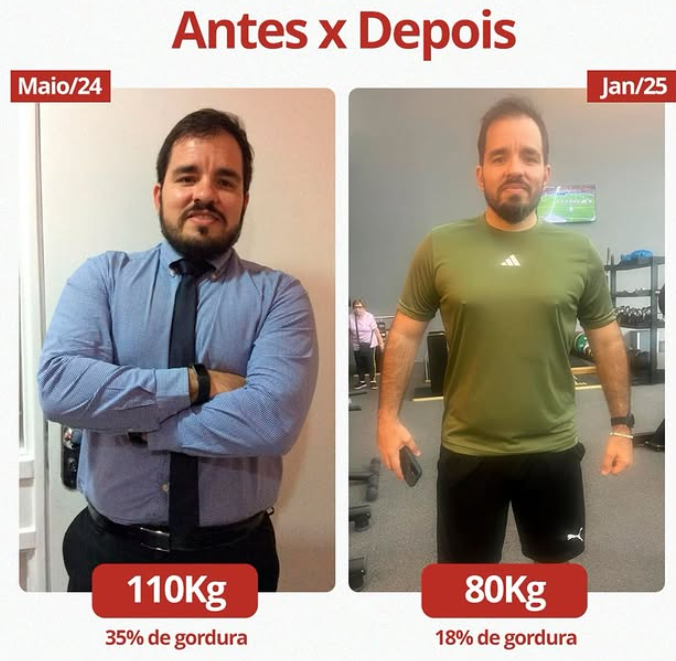 Antes x Depois
Maio/24
Jan/25
110Kg
80Kg
35% de gordura
18% de gordura